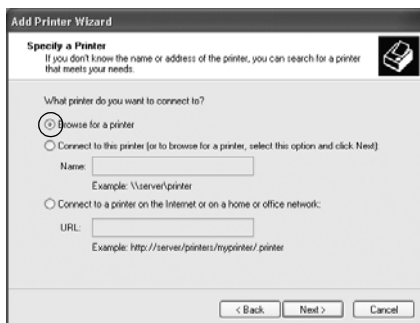 Add Printer Wizard
Specify a Printer
If you don't know the name or address of the printer, you can search for a printer
that meets your needs.
What printer do you want to connect to?
Browse for a printer
Connect to this printer (or to browse for a printer, select this option and click Next):
Name:
Example: \\server\printer
Connect to a printer on the Internet or on a home or office network:
URL:
Example: http://server/printers/myprinter/.printer
< Back
Next >
Cancel